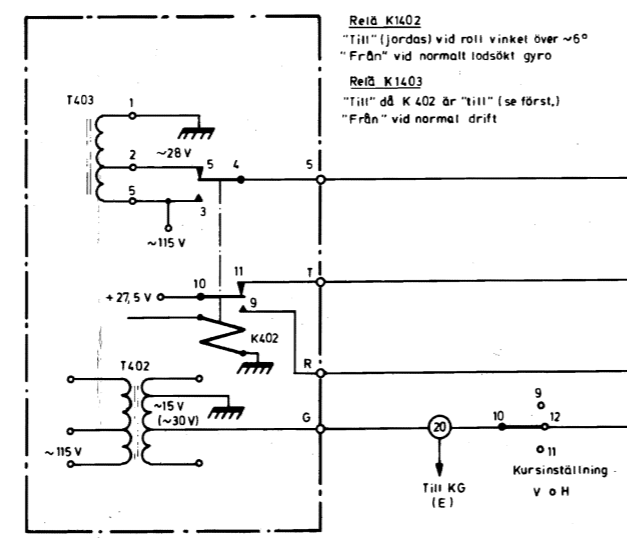 Relä K1402
"Till" (jordas) vid roll vinkel över ~6°
"Från" vid normalt lodsökt gyro
Relä K1403
"Till" då K 402 är "till" (se först.)
"Från" vid normal drift
T403
1
2
~28 V
5
4
5
5
3
~115 V
11
T
10
+ 27,5 V
9
K402
R
T402
~15 V
(~30 V)
G
~ 115 V
20
Till KG
(E)
9
10
12
11
Kursinställning
V o H